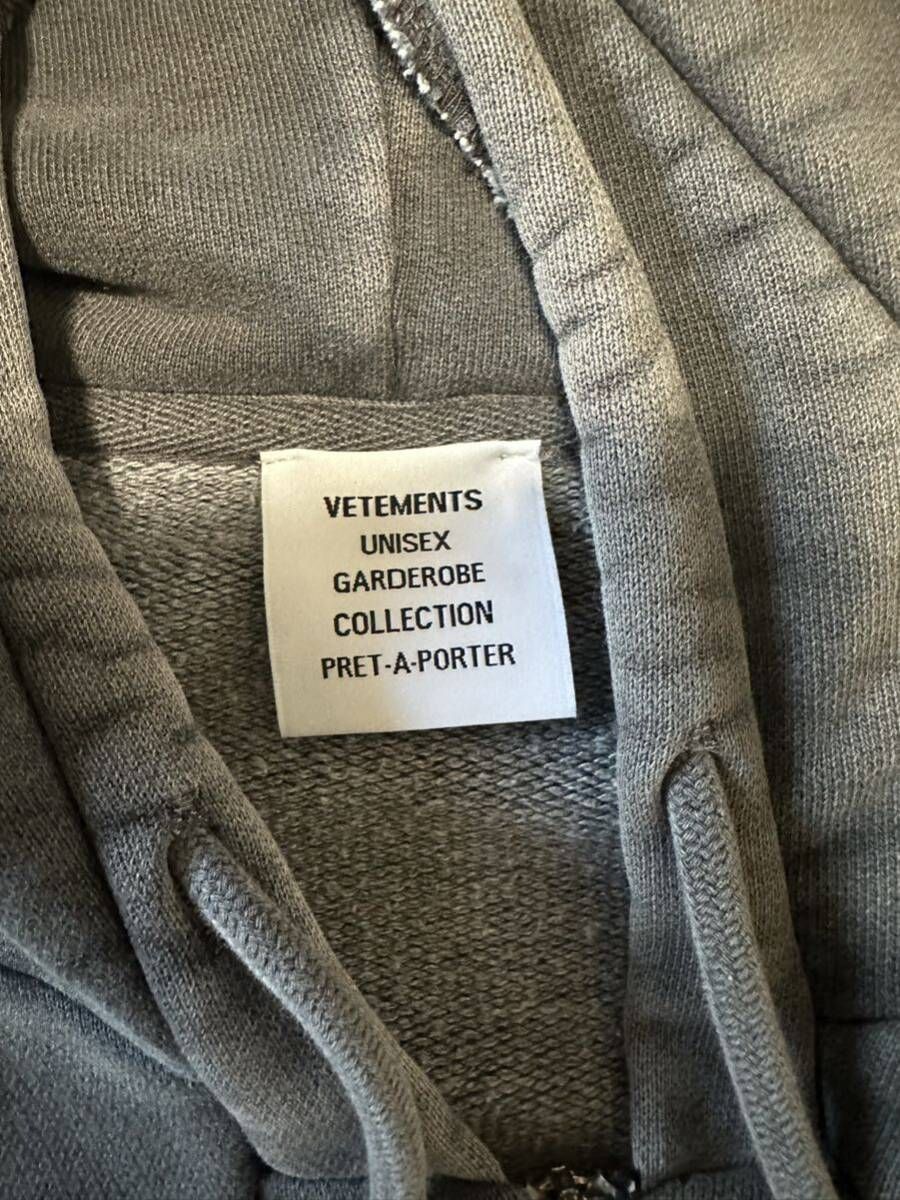 VETEMENTS
UNISEX
GARDEROBE
COLLECTION
PRET-A-PORTER